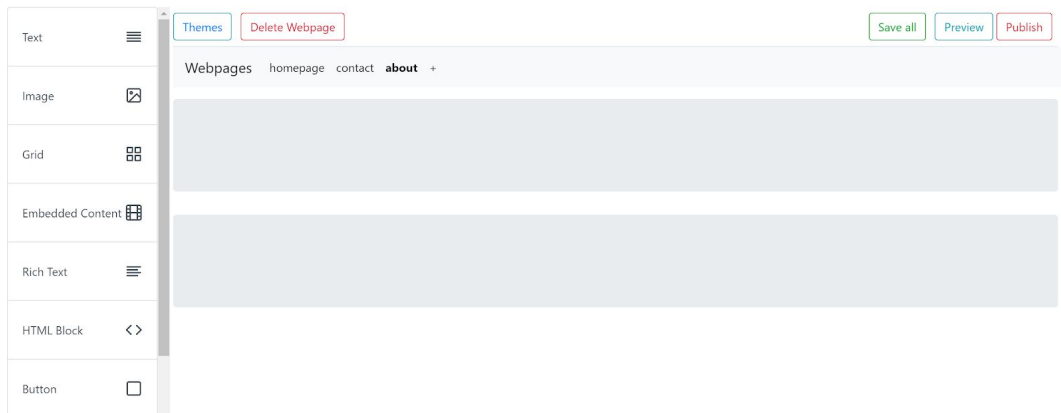 Themes Delete Webpage Save all Preview Publish
Webpages homepage contact about +
Text
Image
Grid
Embedded Content
Rich Text
HTML Block
Button